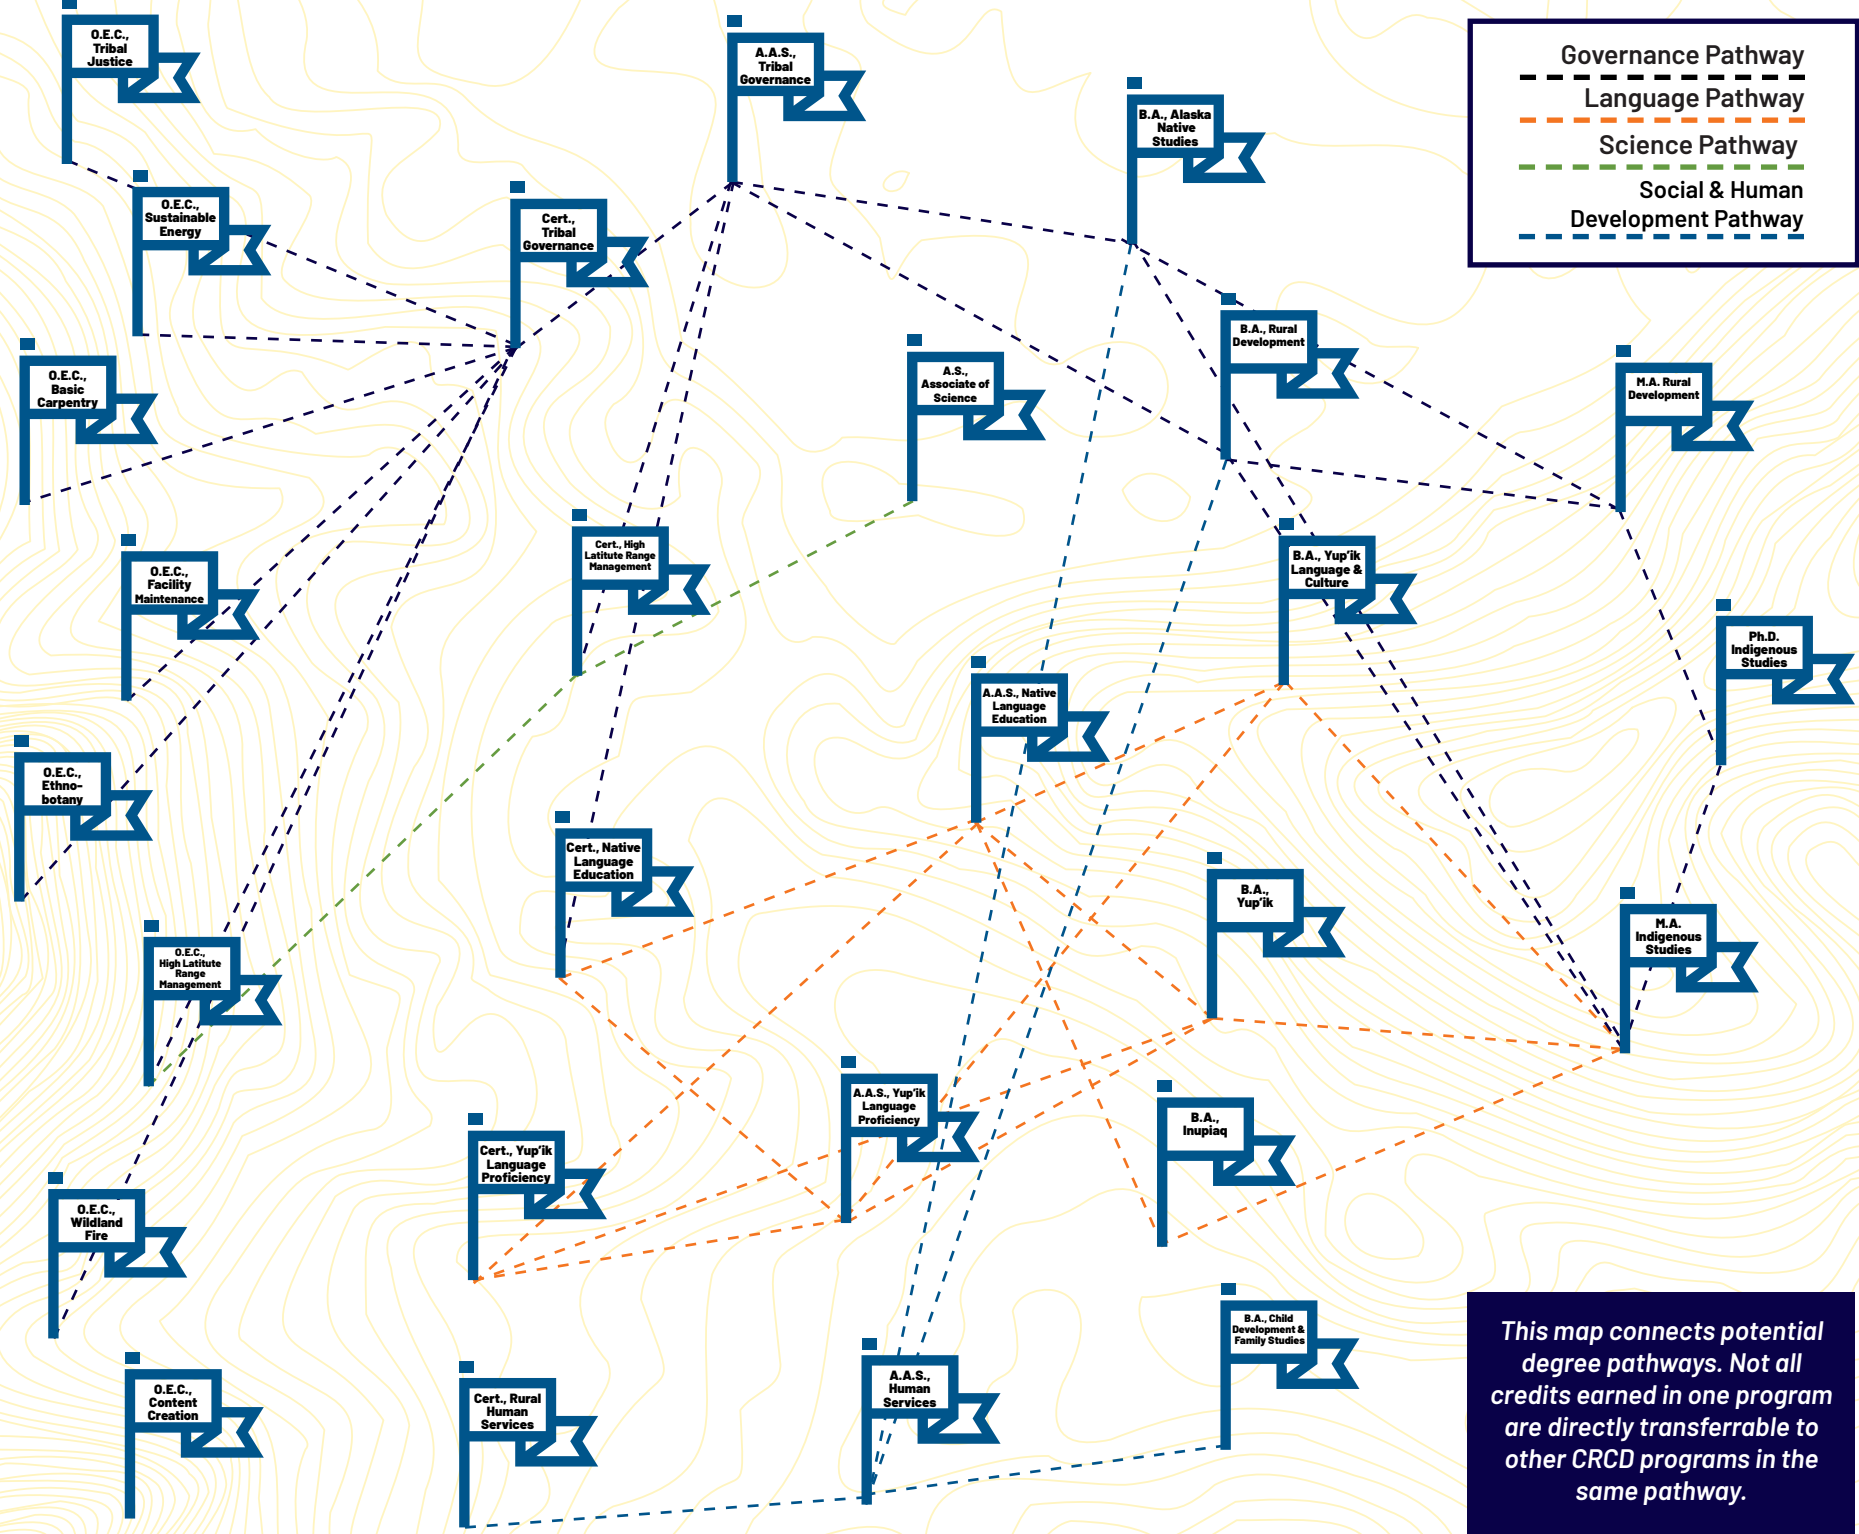 O.E.C.,
Tribal
Justice
A.A.S.,
Tribal
Governance
B.A., Alaska
Native
Studies
Governance Pathway
Language Pathway
Science Pathway
Social & Human
Development Pathway
O.E.C.,
Sustainable
Energy
Cert.,
Tribal
Governance
B.A., Rural
Development
O.E.C.,
Basic
Carpentry
A.S.,
Associate of
Science
M.A. Rural
Development
O.E.C.,
Facility
Maintenance
Cert., High
Latitute Range
Management
B.A., Yup'ik
Language &
Culture
Ph.D.
Indigenous
Studies
A.A.S., Native
Language
Education
O.E.C.,
Ethno-
botany
Cert., Native
Language
Education
B.A.,
Yup'ik
M.A.
Indigenous
Studies
O.E.C.,
High Latitute
Range
Management
A.A.S., Yup'ik
Language
Proficiency
B.A.,
Inupiaq
Cert., Yup'ik
Language
Proficiency
O.E.C.,
Wildland
Fire
B.A., Child
Development &
Family Studies
O.E.C.,
Content
Creation
Cert., Rural
Human
Services
A.A.S.,
Human
Services
This map connects potential
degree pathways. Not all
credits earned in one program
are directly transferrable to
other CRCD programs in the
same pathway.